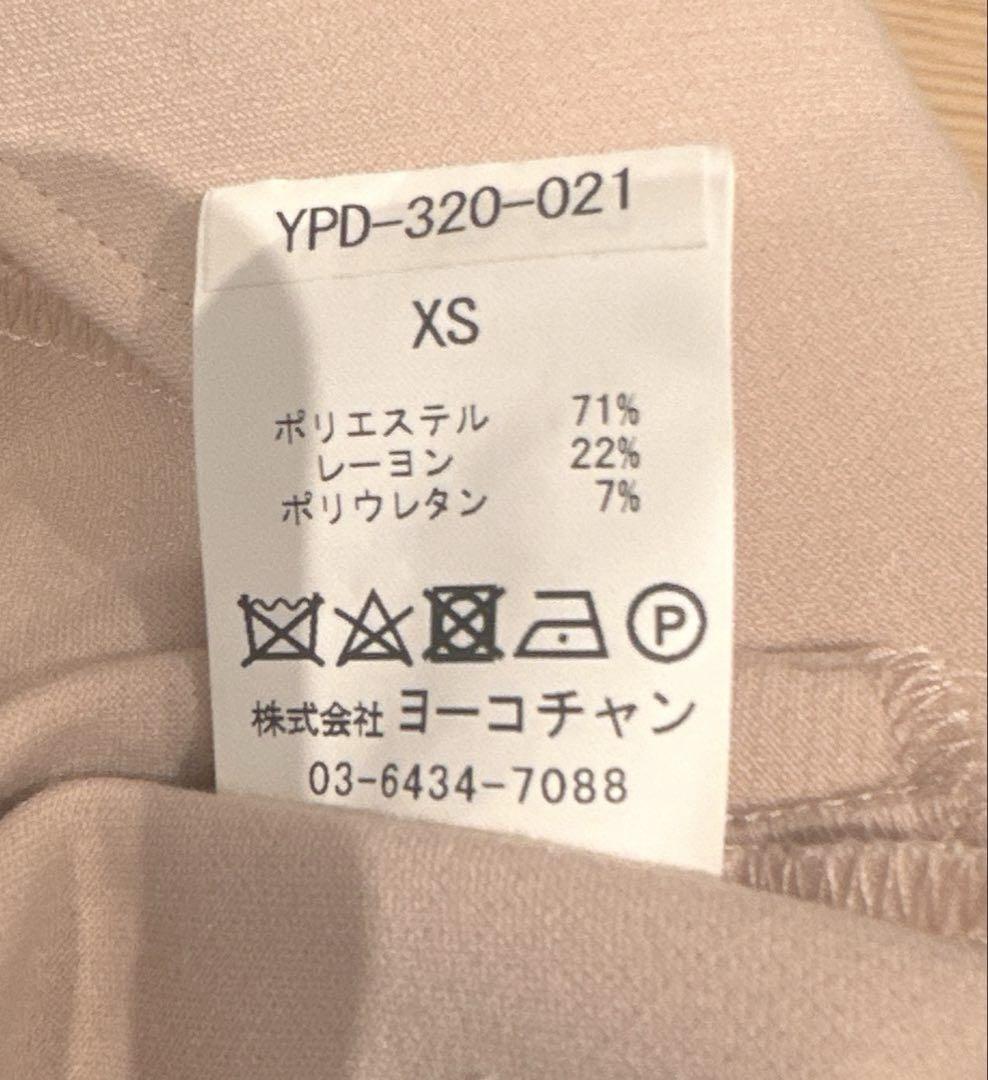 YPD-320-021
XS
ポリエステル 71%
レーヨン 22%
ポリウレタン 7%
P
株式会社 ヨーコチャン
03-6434-7088